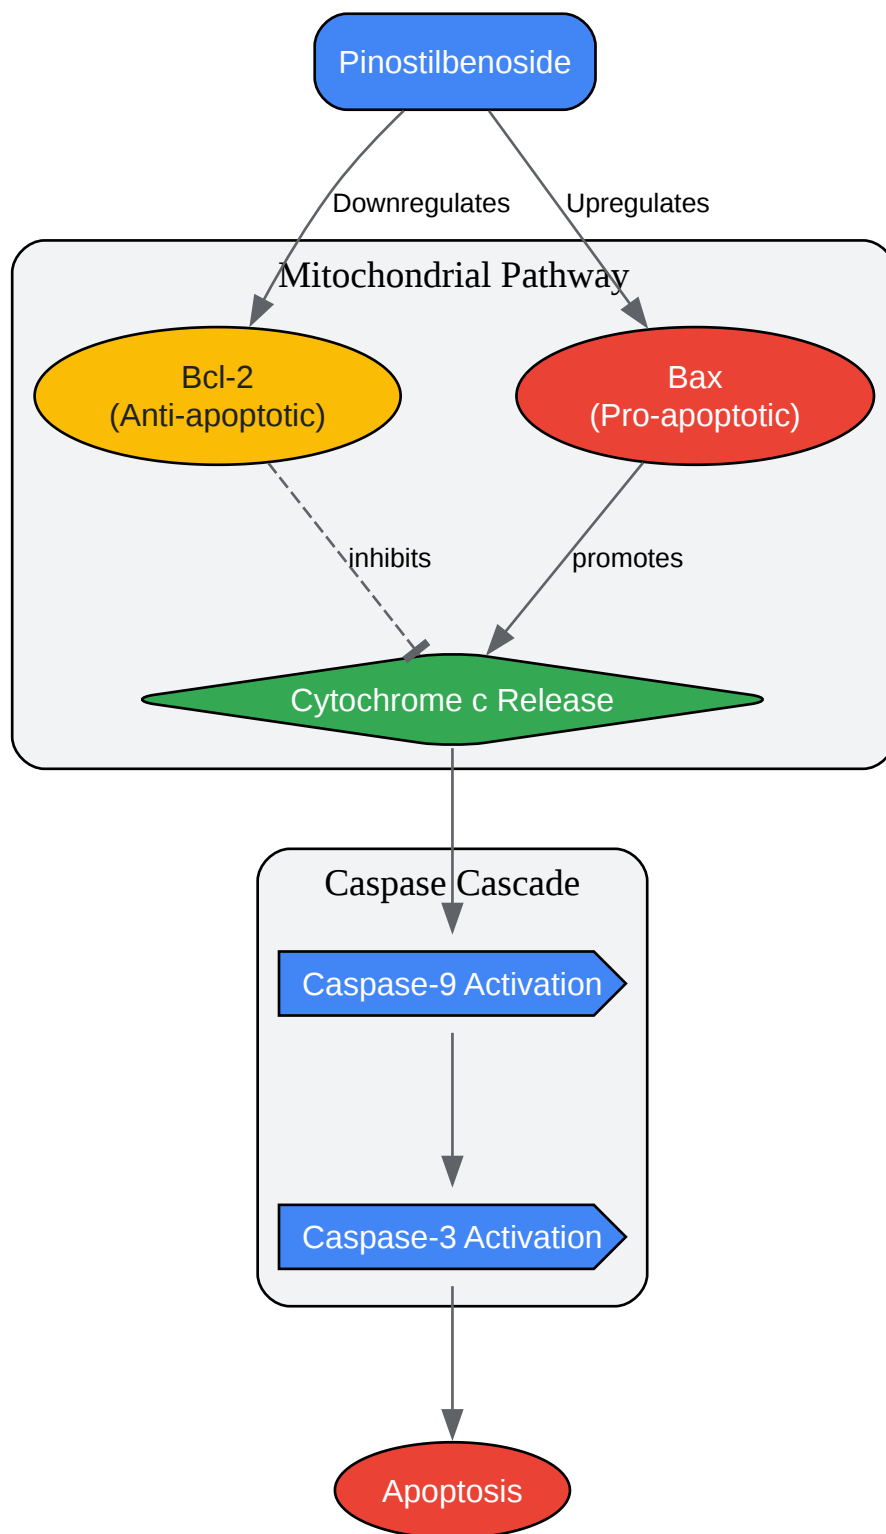 Pinostilbenoside
Downregulates
Upregulates
Mitochondrial Pathway
Bcl-2
(Anti-apoptotic)
Bax
(Pro-apoptotic)
inhibits
promotes
Cytochrome c Release
Caspase Cascade
Caspase-9 Activation
Caspase-3 Activation
Apoptosis